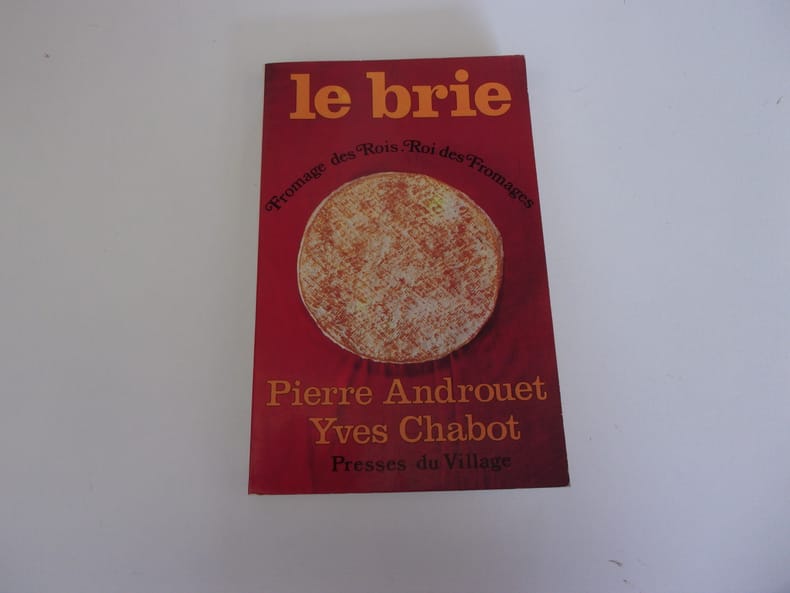 le brie
Fromage des Rois. Roi des Fromages
Pierre Androuet
Yves Chabot
Presses du Village